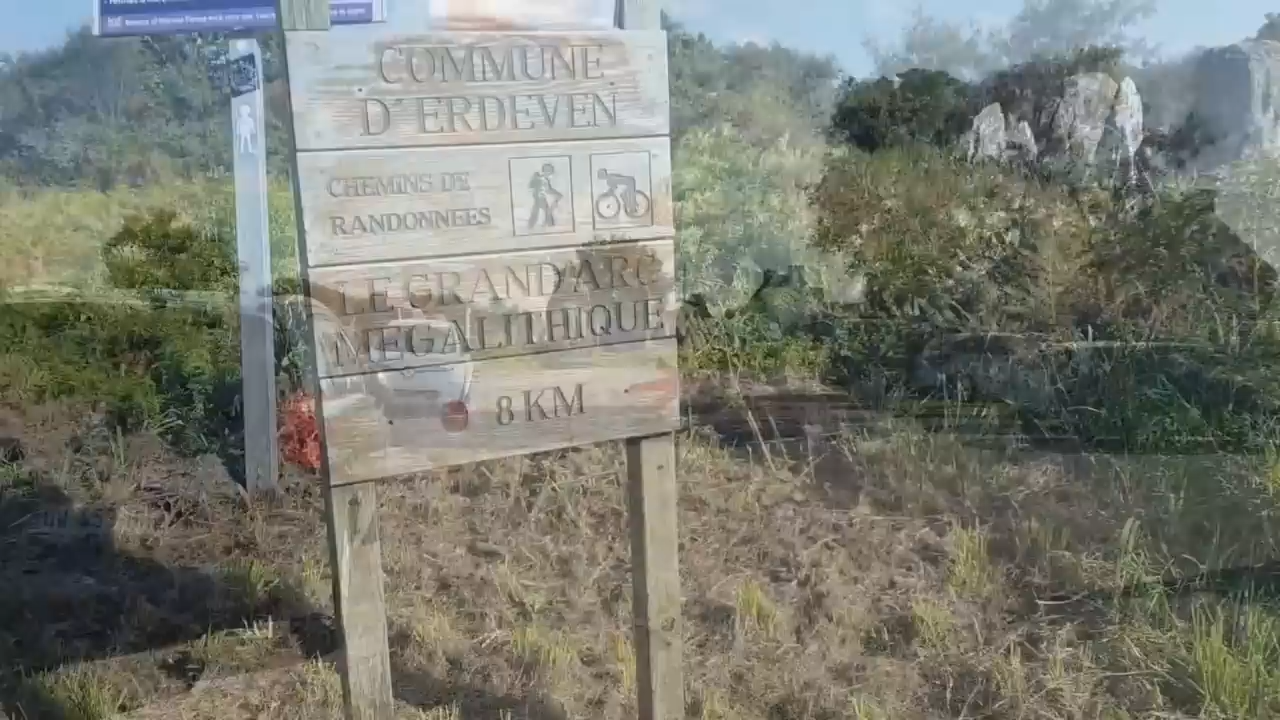 COMMUNE
D'ERDEVEN
CHEMINS DE
RANDONNEES
LE GRAND ARC
MEGALITHIQUE
8 KM